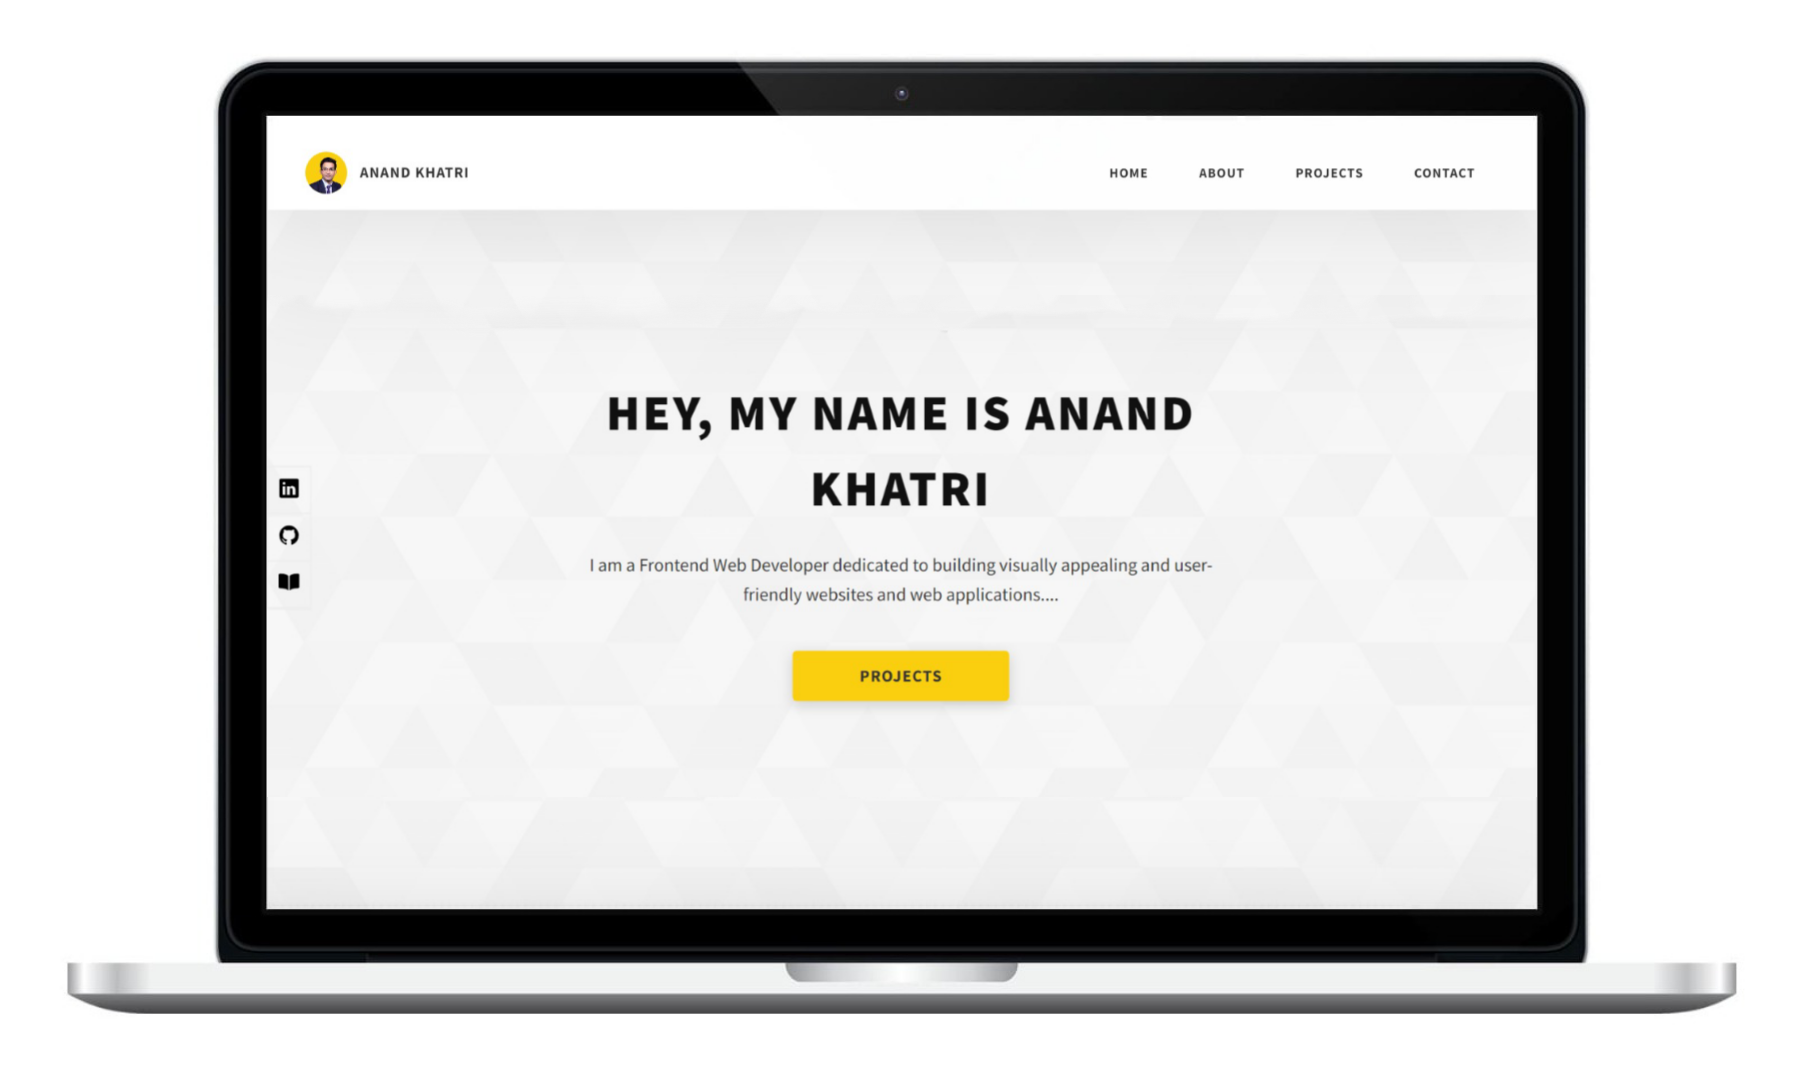 ANAND KHATRI
HOME ABOUT PROJECTS CONTACT
HEY, MY NAME IS ANAND
KHATRI
in
I am a Frontend Web Developer dedicated to building visually appealing and user-
friendly websites and web applications....
PROJECTS